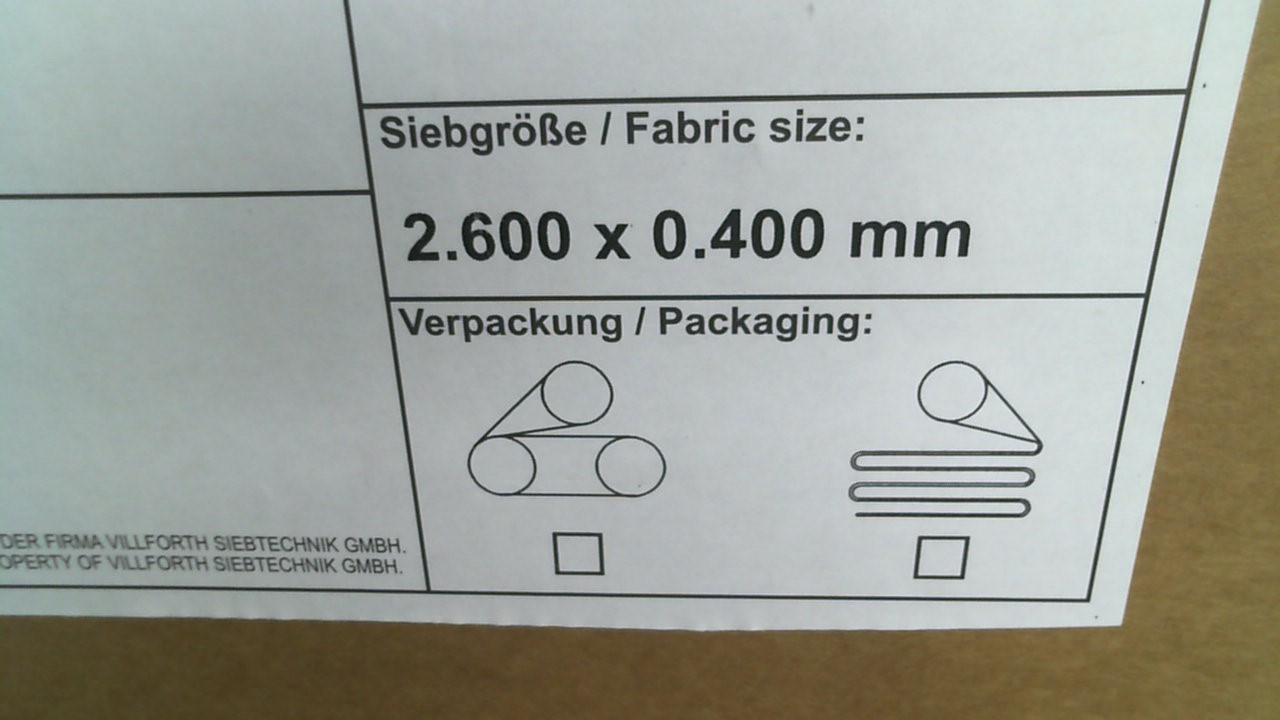 Siebgröße / Fabric size:
2.600 x 0.400 mm
Verpackung / Packaging:
DER FIRMA VILLFORTH SIEBTECHNIK GMBH.
OF VILLFORTH SIEBTECHNIK GMBH.